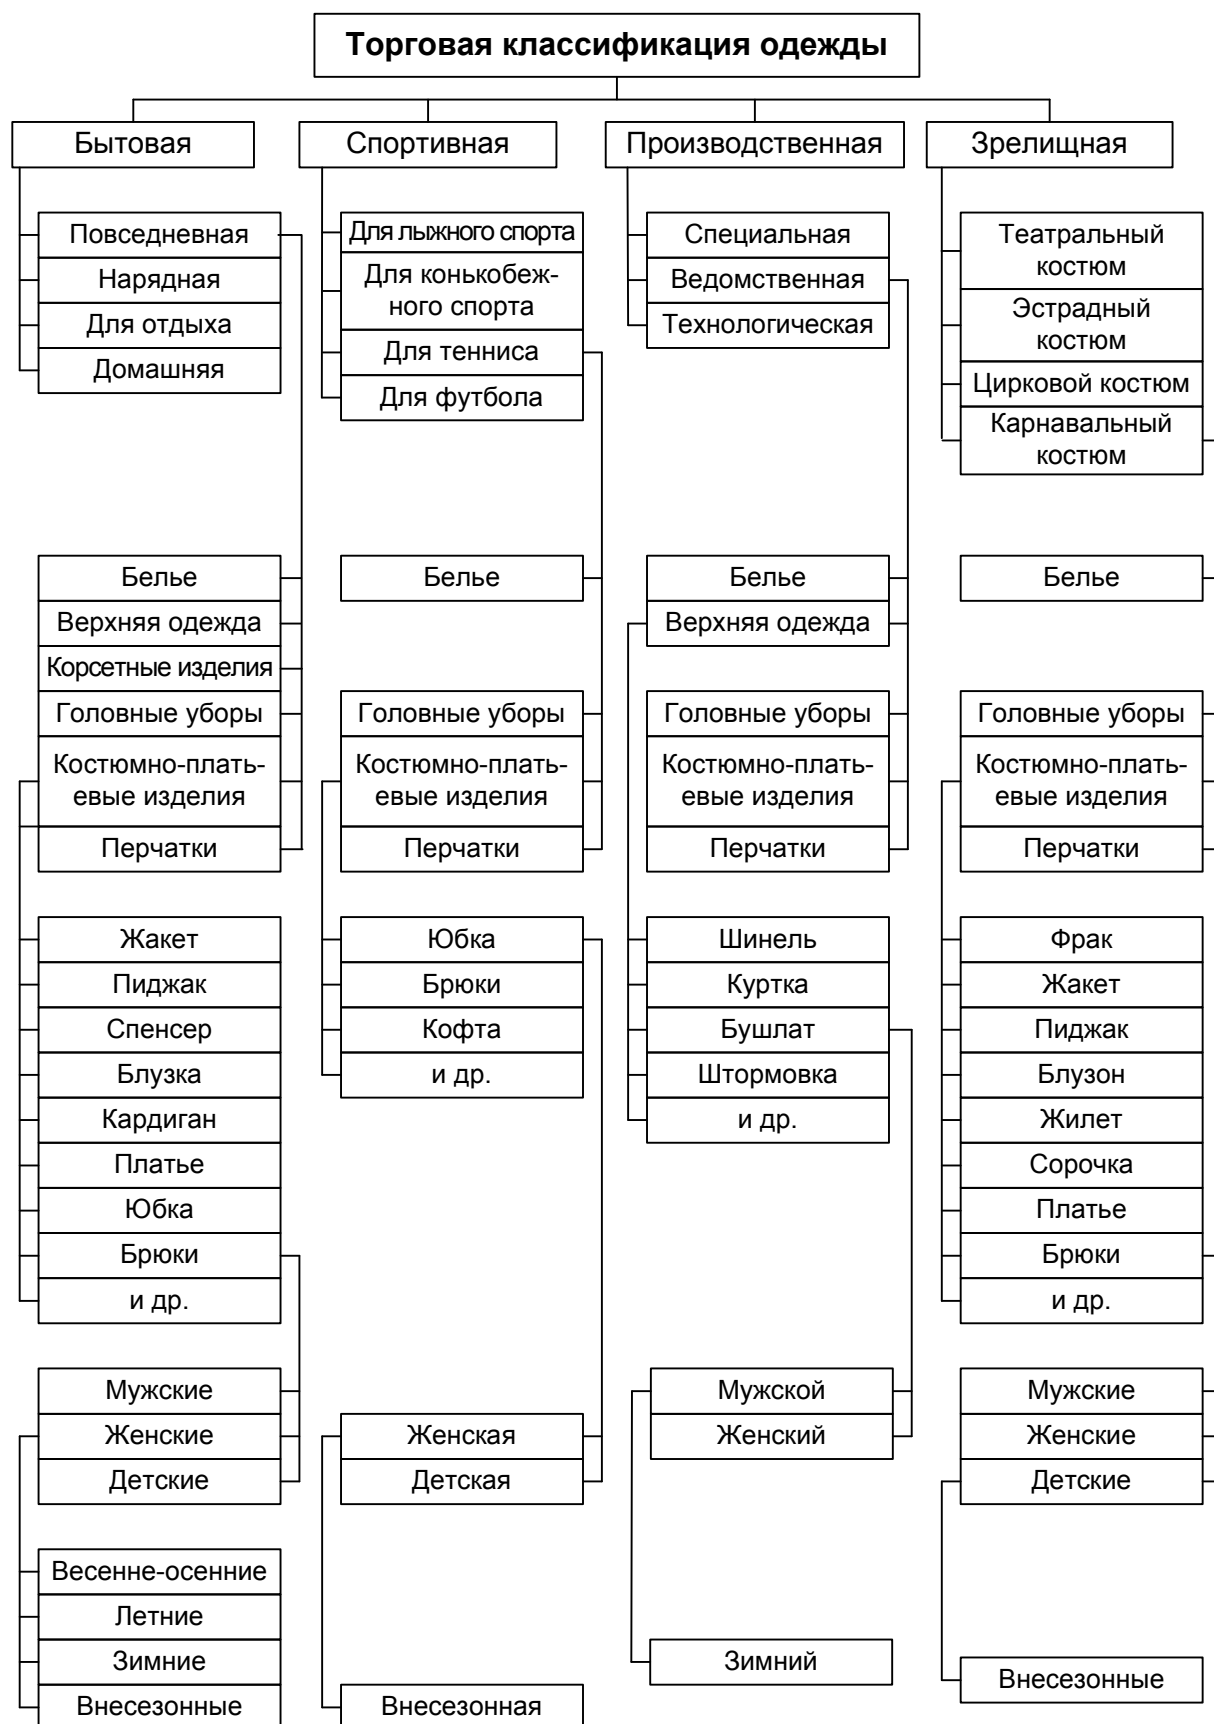 Торговая классификация одежды
Бытовая
Спортивная
Производственная
Зрелищная
Повседневная
Нарядная
Для отдыха
Домашняя
Для лыжного спорта
Для конькобеж-
ного спорта
Для тенниса
Для футбола
Специальная
Ведомственная
Технологическая
Театральный
костюм
Эстрадный
костюм
Цирковой костюм
Карнавальный
костюм
Белье
Верхняя одежда
Корсетные изделия
Головные уборы
Костюмно-плать-
евые изделия
Перчатки
Белье
Головные уборы
Костюмно-плать-
евые изделия
Перчатки
Белье
Верхняя одежда
Головные уборы
Костюмно-плать-
евые изделия
Перчатки
Белье
Головные уборы
Костюмно-плать-
евые изделия
Перчатки
Жакет
Пиджак
Спенсер
Блузка
Кардиган
Платье
Юбка
Брюки
и др.
Юбка
Брюки
Кофта
и др.
Шинель
Куртка
Бушлат
Штормовка
и др.
Фрак
Жакет
Пиджак
Блузон
Жилет
Сорочка
Платье
Брюки
и др.
Мужские
Женские
Детские
Женская
Детская
Мужской
Женский
Мужские
Женские
Детские
Весенне-осенние
Летние
Зимние
Внесезонные
Внесезонная
Зимний
Внесезонные